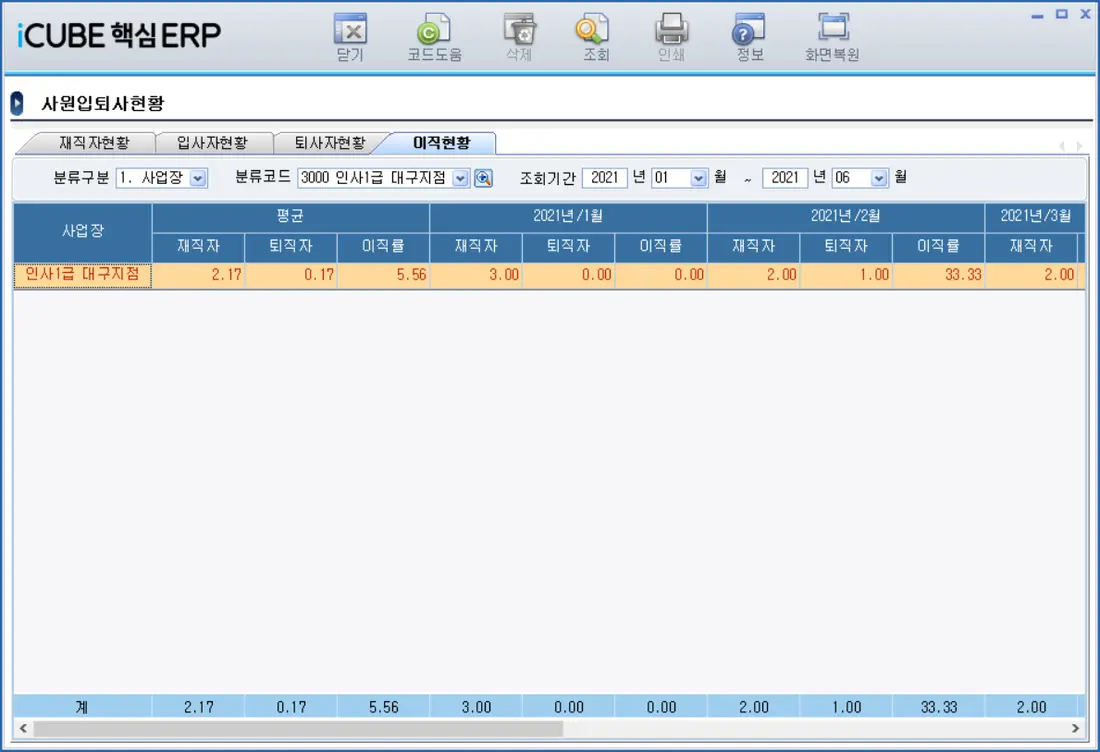 iCUBE 핵심ERP
닫기 코드도움 삭제 조회 인쇄 정보 화면복원
사원입퇴사현황
재직자현황 입사자현황 퇴사자현황 이직현황
분류구분 1. 사업장 분류코드 3000 인사1급 대구지점 조회기간 2021 년 01 월 ~ 2021 년 06 월
사업장 평균 2021년/1월 2021년/2월 2021년/3월
재직자 퇴직자 이직률 재직자 퇴직자 이직률 재직자 퇴직자 이직률 재직자
인사1급 대구지점 2.17 0.17 5.56 3.00 0.00 0.00 2.00 1.00 33.33 2.00
계 2.17 0.17 5.56 3.00 0.00 0.00 2.00 1.00 33.33 2.00